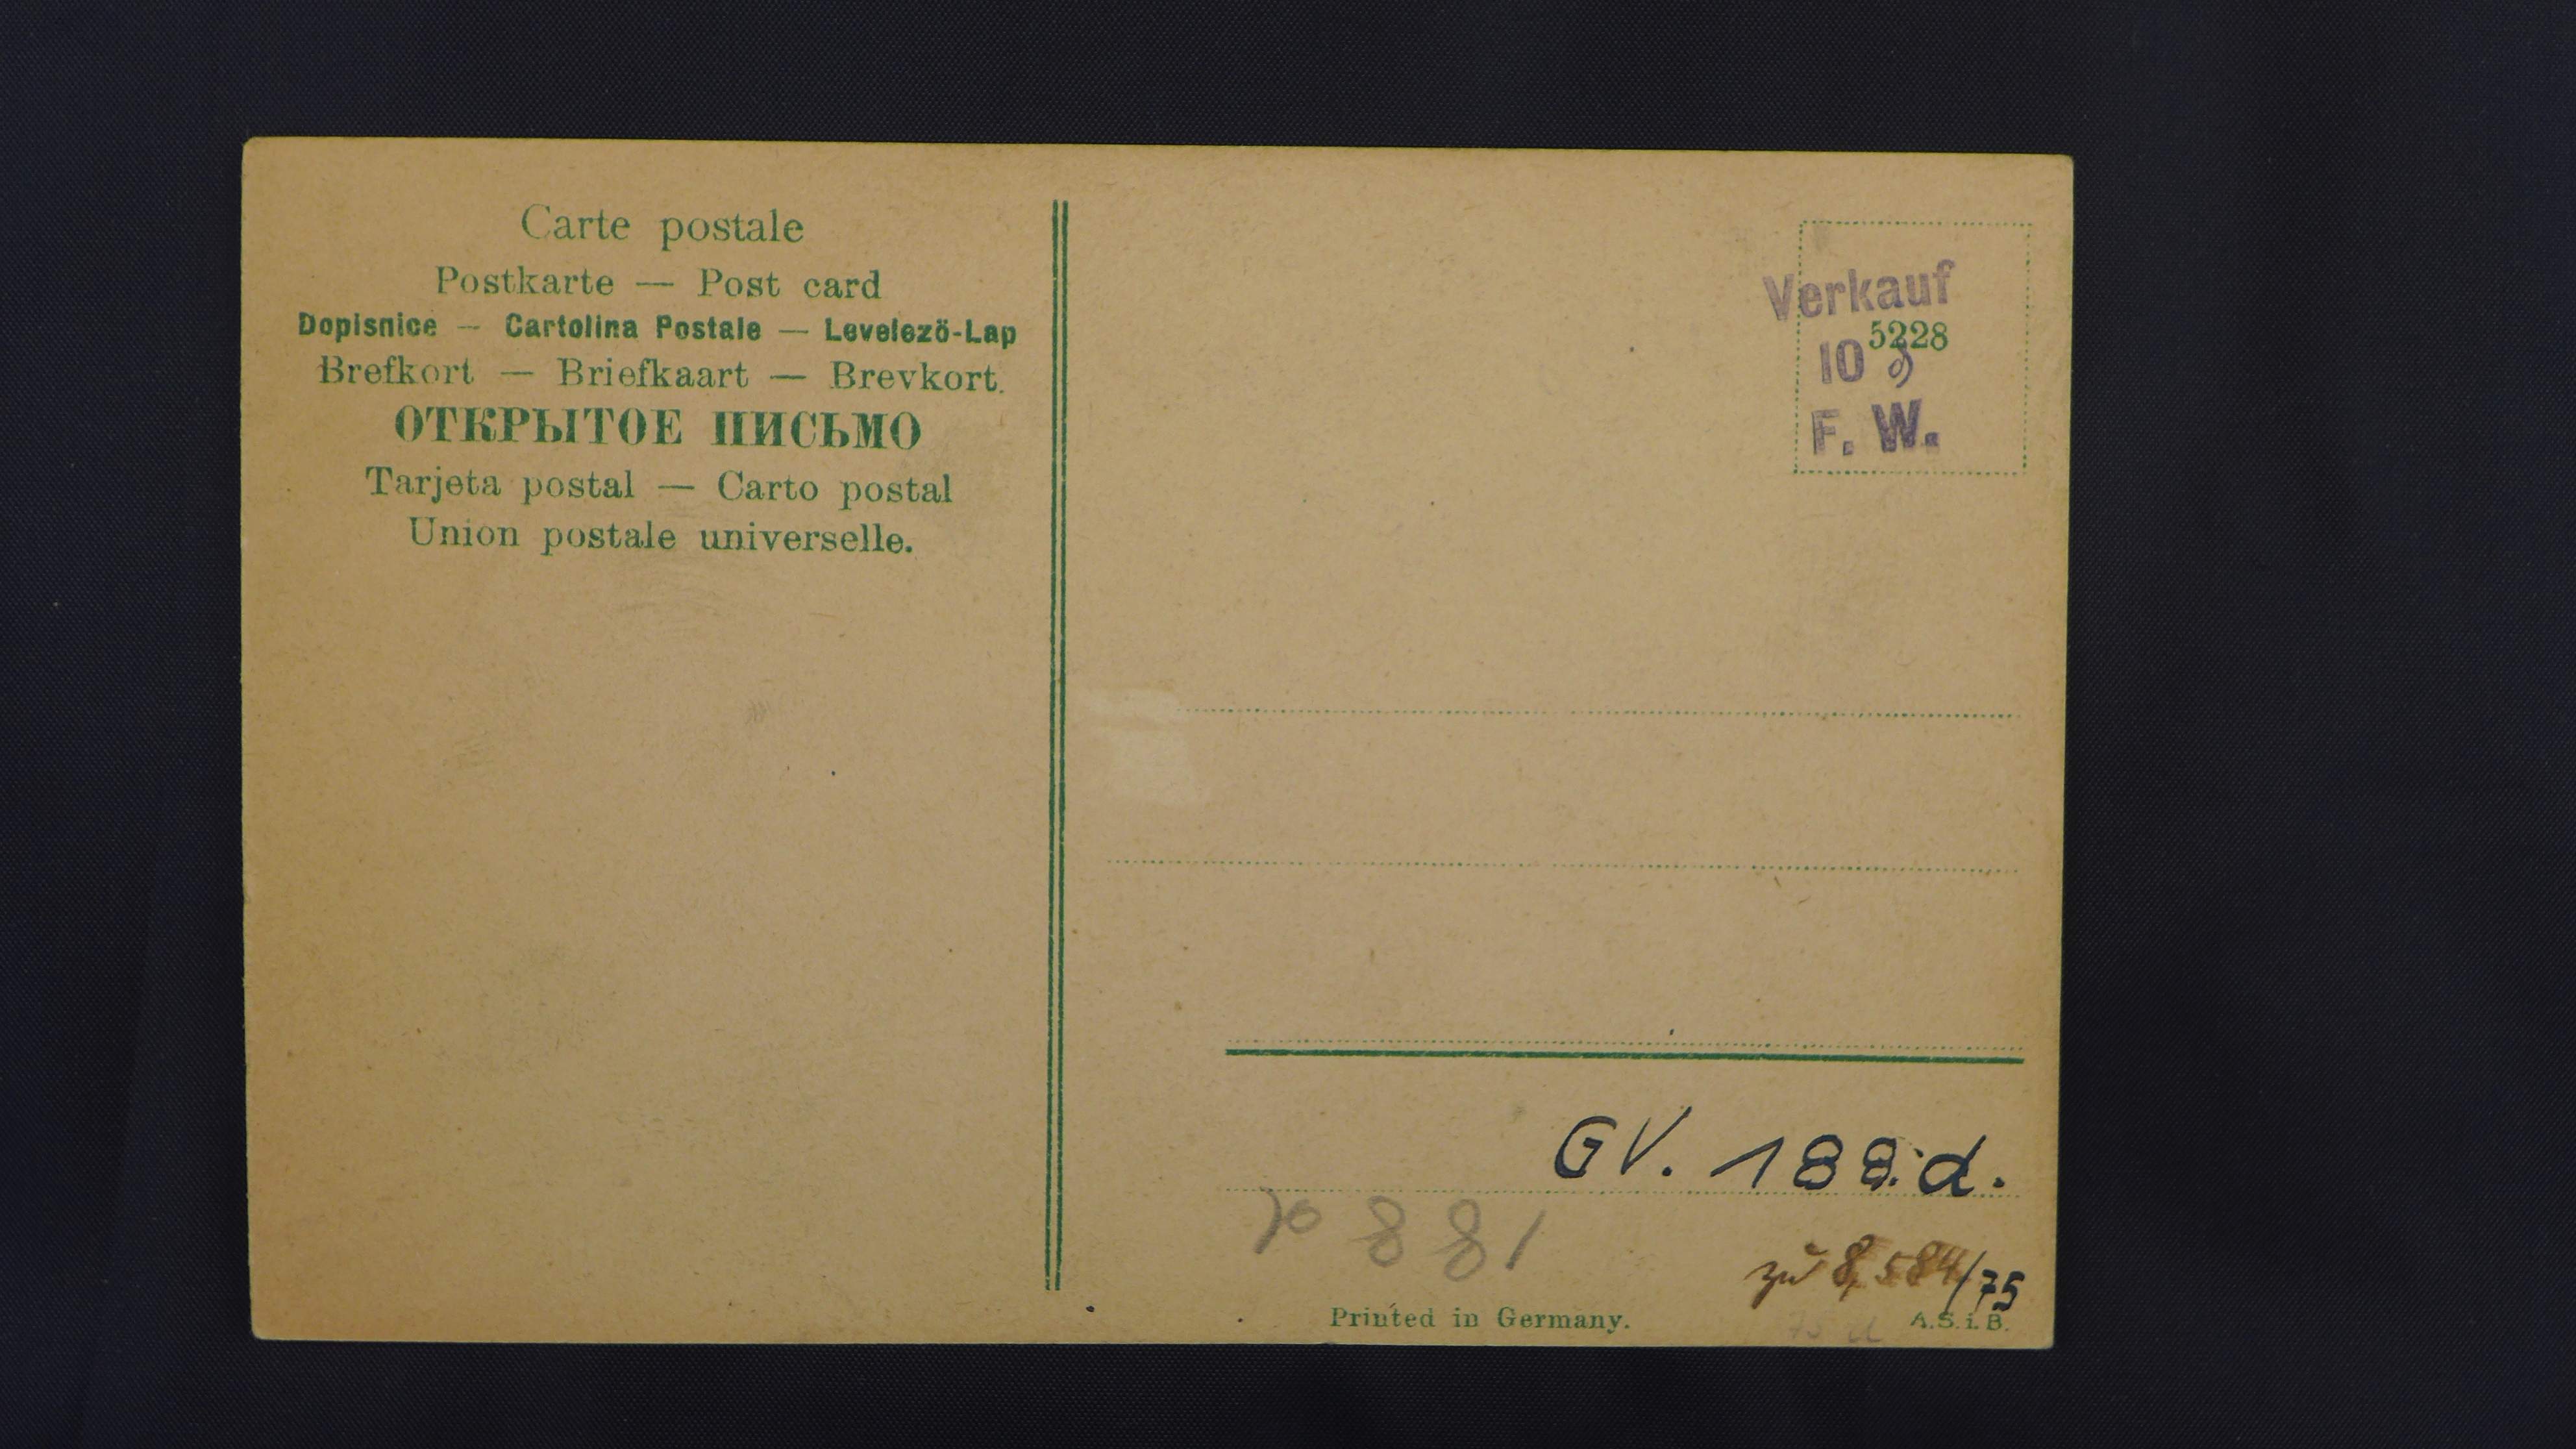 Carte postale
Postkarte — Post card
Dopisnice — Cartolina Postale — Levelezö-Lap
Brefkort — Briefkaart — Brevkort.
ОТКРЫТОЕ ПИСЬМО
Tarjeta postal — Carto postal
Union postale universelle.
Verkauf
5228
10 ₰
F. W.
GV. 188.d.
881
zu 8,584/75
Printed in Germany.
A.S.i.B.